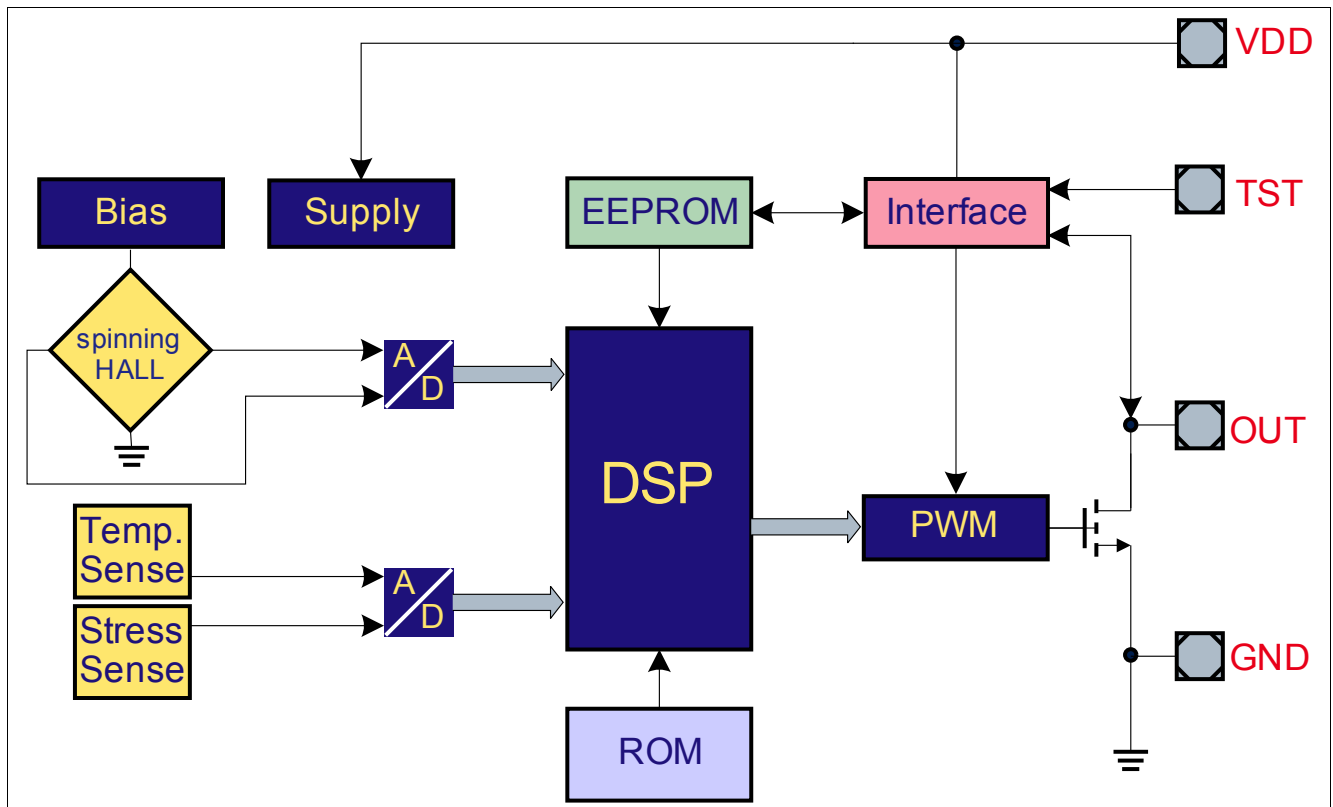 VDD
Bias
Supply
EEPROM
Interface
TST
spinning
HALL
A
D
OUT
DSP
PWM
Temp.
Sense
A
D
Stress
Sense
GND
ROM